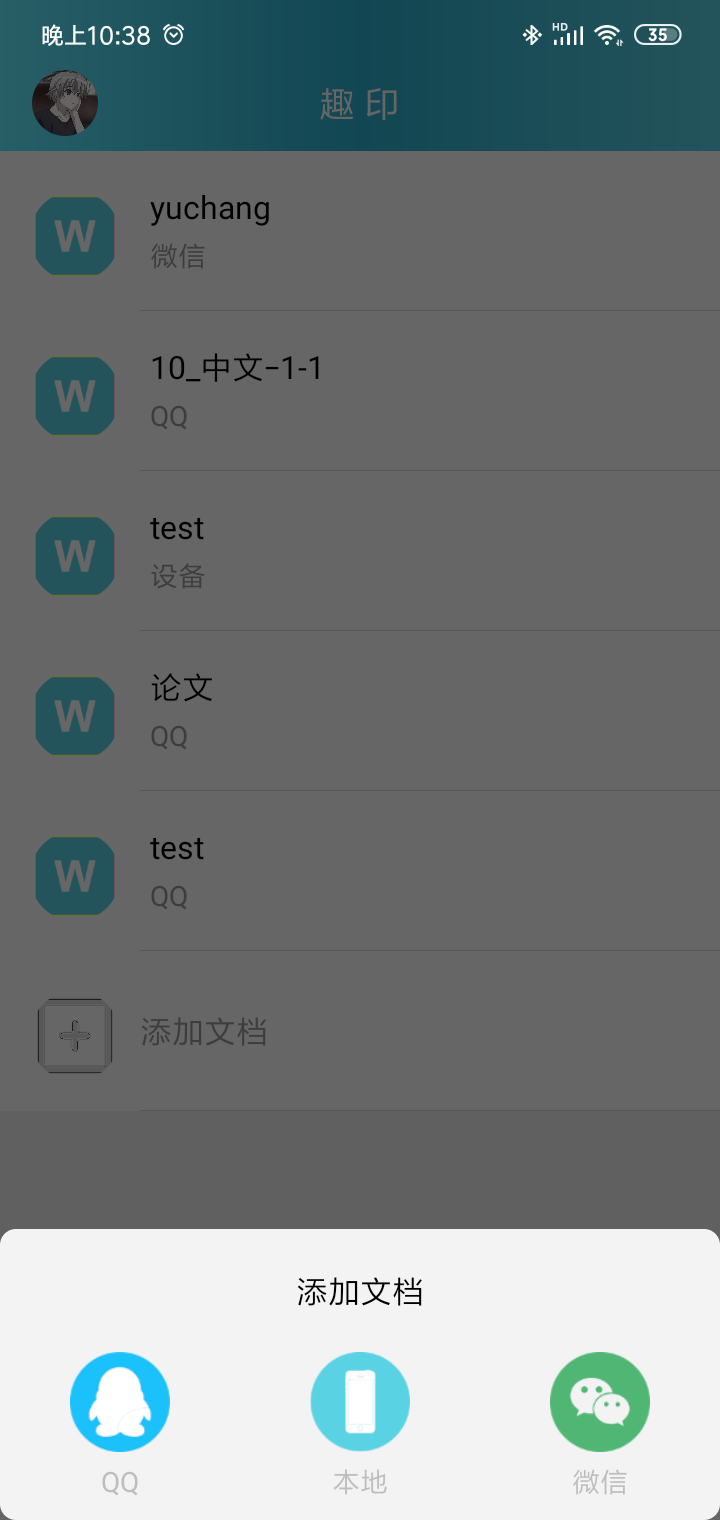 晚上10:38
HD
35
趣 印
W
yuchang
微信
W
10_中文-1-1
QQ
W
test
设备
W
论文
QQ
W
test
QQ
添加文档
添加文档
QQ
本地
微信